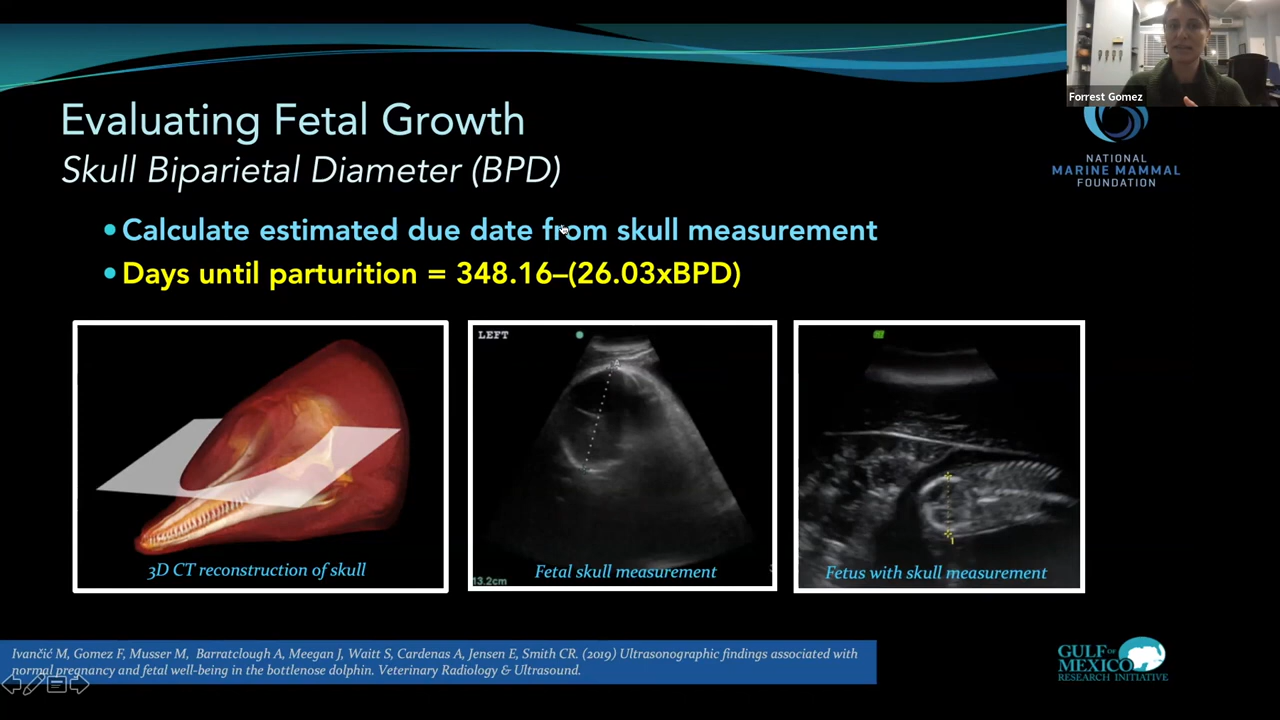 Forrest Gomez
Evaluating Fetal Growth
Skull Biparietal Diameter (BPD)
NATIONAL
MARINE MAMMAL
FOUNDATION
•Calculate estimated due date from skull measurement
•Days until parturition = 348.16–(26.03xBPD)
LEFT
3D CT reconstruction of skull
Fetal skull measurement
13.2cm
Fetus with skull measurement
1
Ivančić M, Gomez F, Musser M, Barratclough A, Meegan J, Waitt S, Cardenas A, Jensen E, Smith CR. (2019) Ultrasonographic findings associated with
normal pregnancy and fetal well-being in the bottlenose dolphin. Veterinary Radiology & Ultrasound.
GULF OF
MEXICO
RESEARCH INITIATIVE